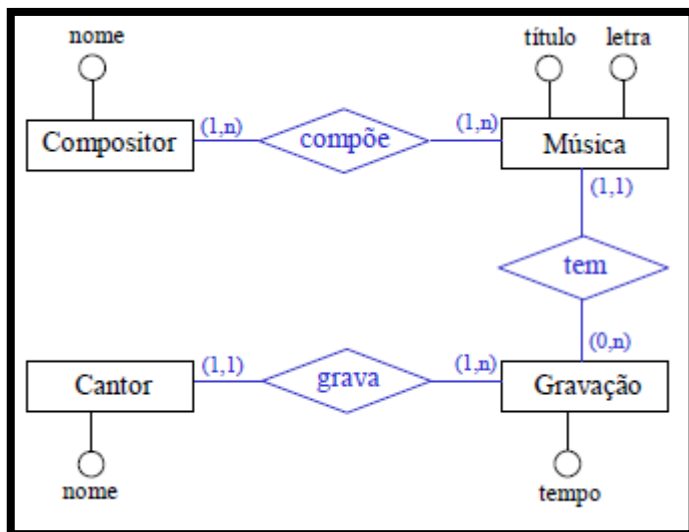 nome
título letra
Compositor (1,n) compõe (1,n) Música
(1,1)
tem
(0,n)
Cantor (1,1) grava (1,n) Gravação
nome
tempo